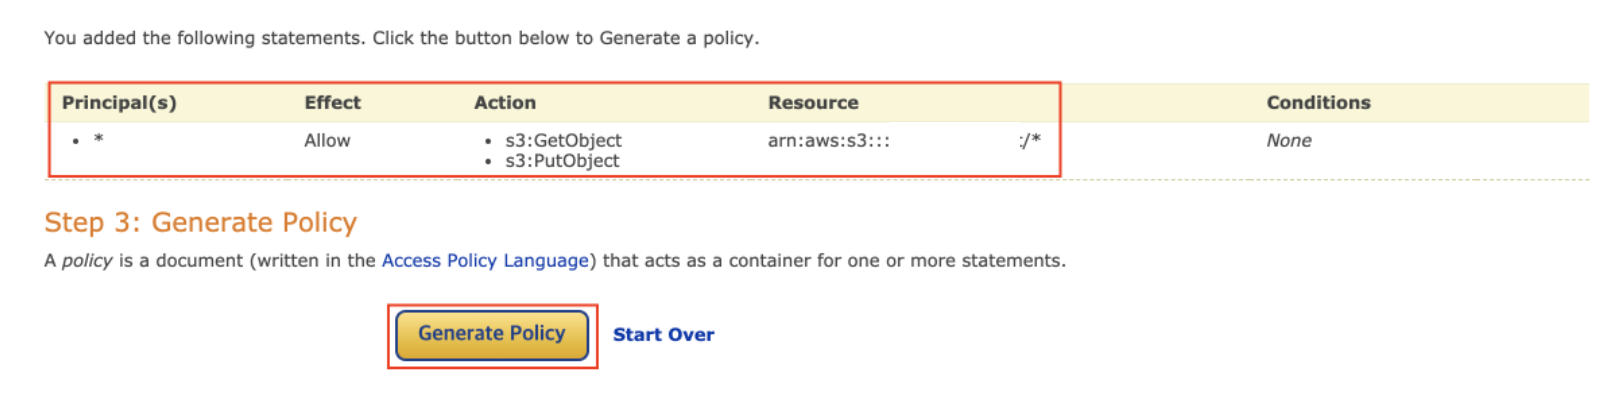 You added the following statements. Click the button below to Generate a policy.
Principal(s) Effect Action Resource Conditions
• * Allow • s3:GetObject arn:aws:s3::: :/* None
• s3:PutObject
Step 3: Generate Policy
A policy is a document (written in the Access Policy Language) that acts as a container for one or more statements.
Generate Policy Start Over